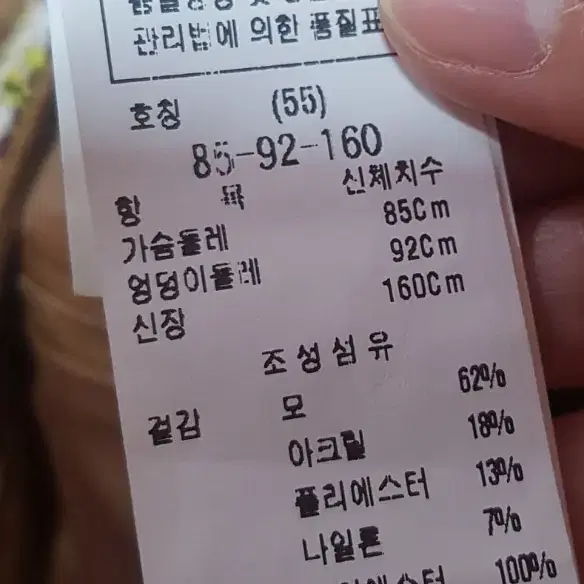 관리법에 의한 품질표
호칭 (55)
85-92-160
항 목 신체치수
가슴둘레 85Cm
엉덩이둘레 92Cm
신장 160Cm
조성섬유
겉감 모 62%
아크릴 18%
폴리에스터 13%
나일론 7%
100%